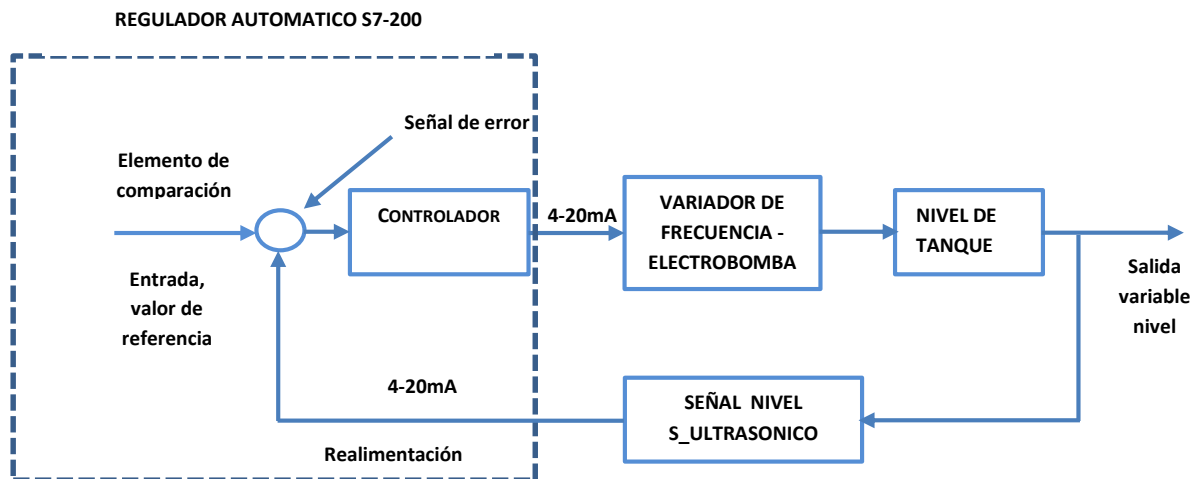 REGULADOR AUTOMATICO S7-200
Señal de error
Elemento de
comparación
CONTROLADOR
4-20mA
VARIADOR DE
FRECUENCIA -
ELECTROBOMBA
NIVEL DE
TANQUE
Entrada,
valor de
referencia
Salida
variable
nivel
4-20mA
SEÑAL NIVEL
S_ULTRASONICO
Realimentación